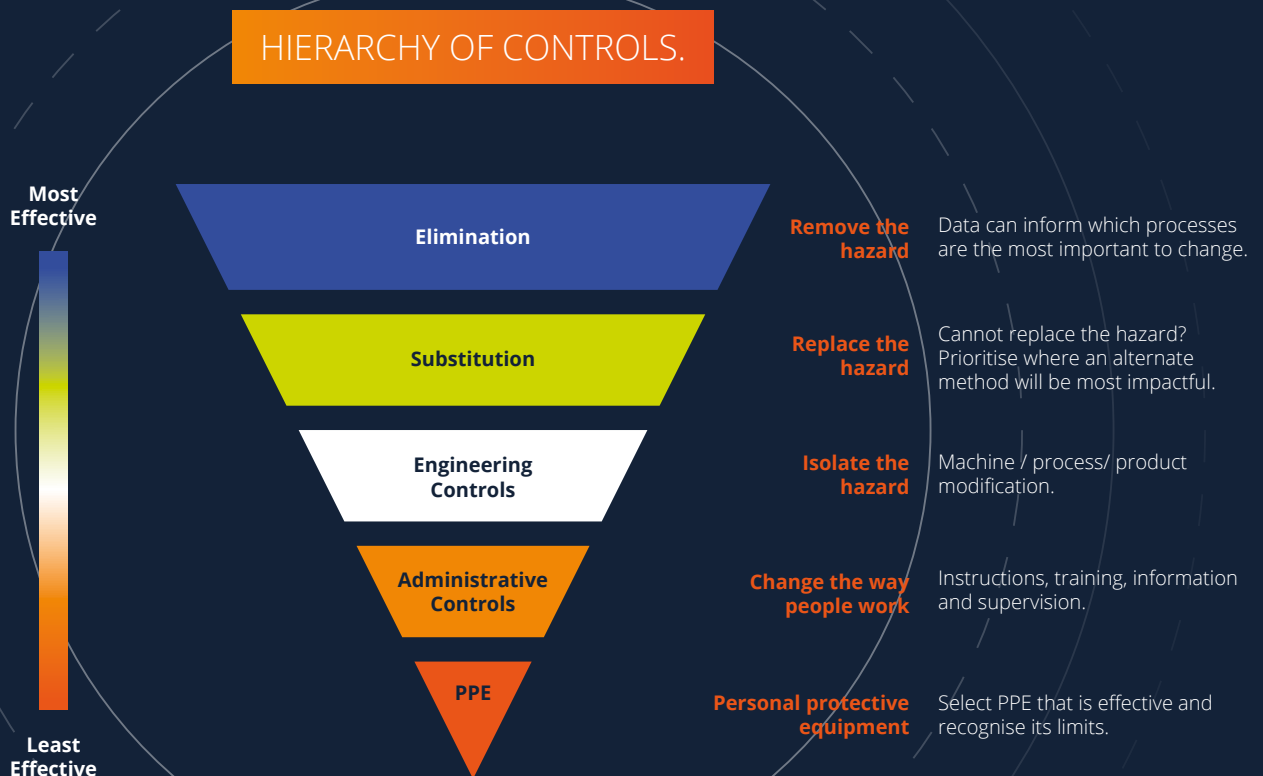 HIERARCHY OF CONTROLS.
Most
Effective
Elimination
Remove the
hazard
Data can inform which processes
are the most important to change.
Substitution
Replace the
hazard
Cannot replace the hazard?
Prioritise where an alternate
method will be most impactful.
Engineering
Controls
Isolate the
hazard
Machine / process/ product
modification.
Administrative
Controls
Change the way
people work
Instructions, training, information
and supervision.
PPE
Personal protective
equipment
Select PPE that is effective and
recognise its limits.
Least
Effective